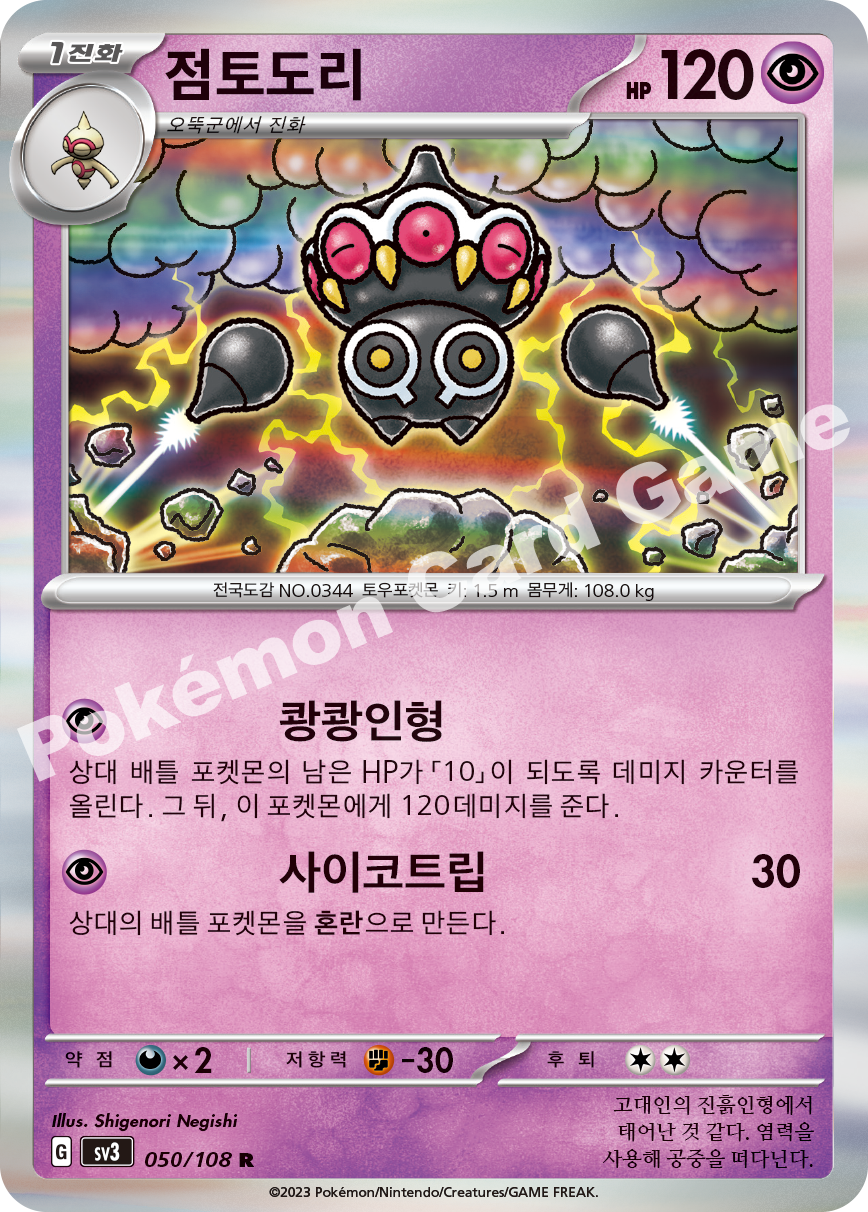 1진화
점토도리
HP 120
오뚝군에서 진화
전국도감 NO.0344 토우포켓몬 키: 1.5 m 몸무게: 108.0 kg
Pokémon Card Game
쾅쾅인형
상대 배틀 포켓몬의 남은 HP가 「10」이 되도록 데미지 카운터를
올린다. 그 뒤, 이 포켓몬에게 120데미지를 준다.
사이코트립 30
상대의 배틀 포켓몬을 혼란으로 만든다.
약점 ×2 저항력 -30 후퇴
Illus. Shigenori Negishi
G sv3 050/108 R
고대인의 진흙인형에서
태어난 것 같다. 염력을
사용해 공중을 떠다닌다.
©2023 Pokémon/Nintendo/Creatures/GAME FREAK.